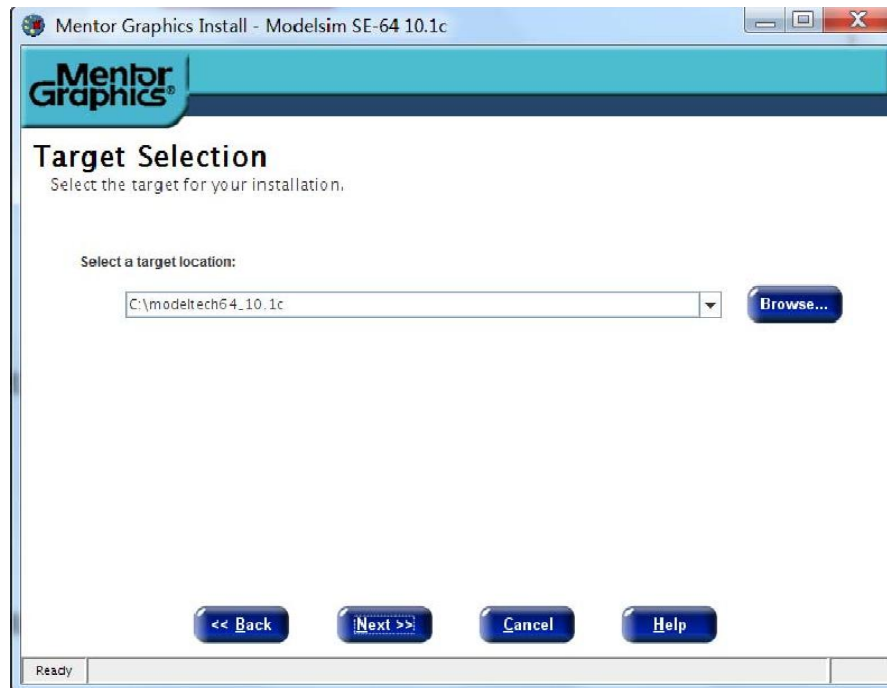 Mentor Graphics Install - Modelsim SE-64 10.1c
X
Mentor
Graphics®
Target Selection
Select the target for your installation.
Select a target location:
C:\modeltech64_10.1c
Browse...
<< Back
Next >>
Cancel
Help
Ready